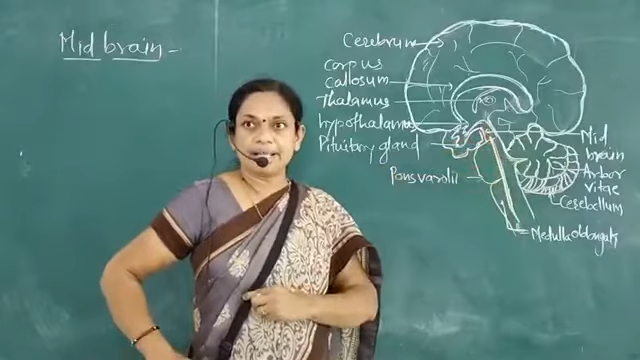 Mid brain -
Cerebrum
corpus
callosum
Thalamus
hypothalamus
Pituitary gland
Pons varolii
Mid
brain
Arbor
vitae
Cerebellum
Medulla oblongata